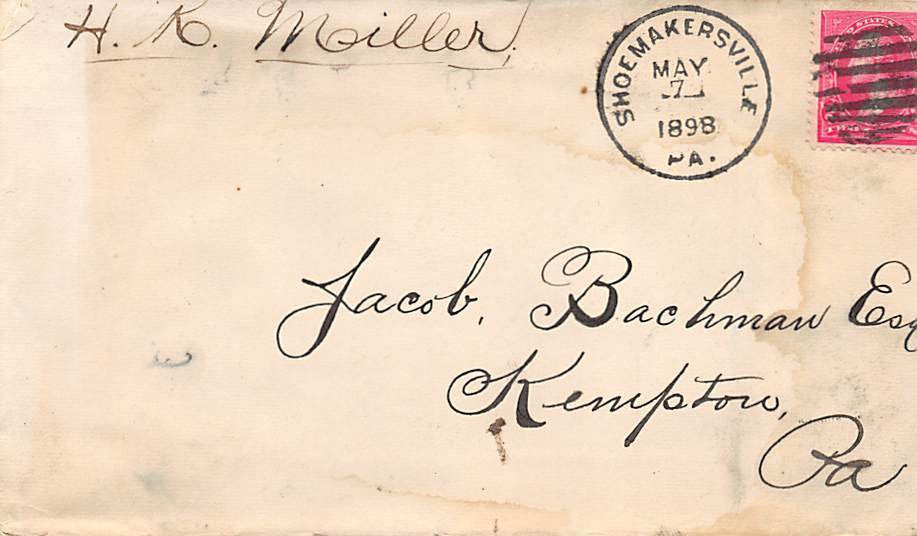 H. K. Miller,
SHOEMAKERSVILLE
MAY
7
1898
PA.
Jacob. Bachman Esq
Kempton,
Pa